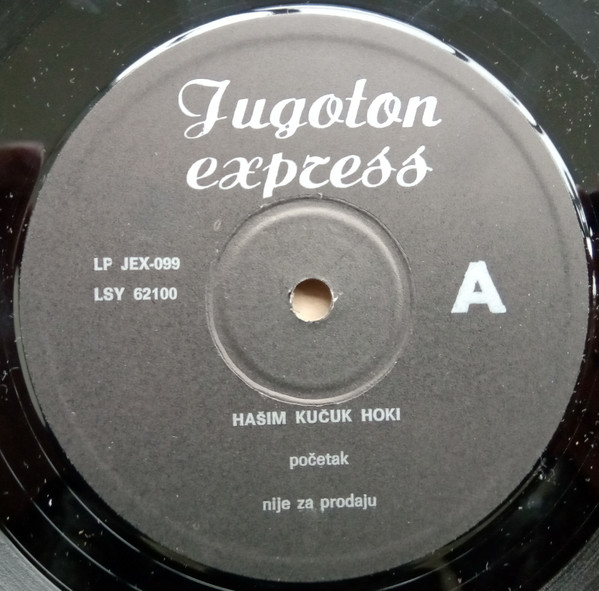 Jugoton
express
LP JEX-099
LSY 62100
A
HAŠIM KUČUK HOKI
početak
nije za prodaju